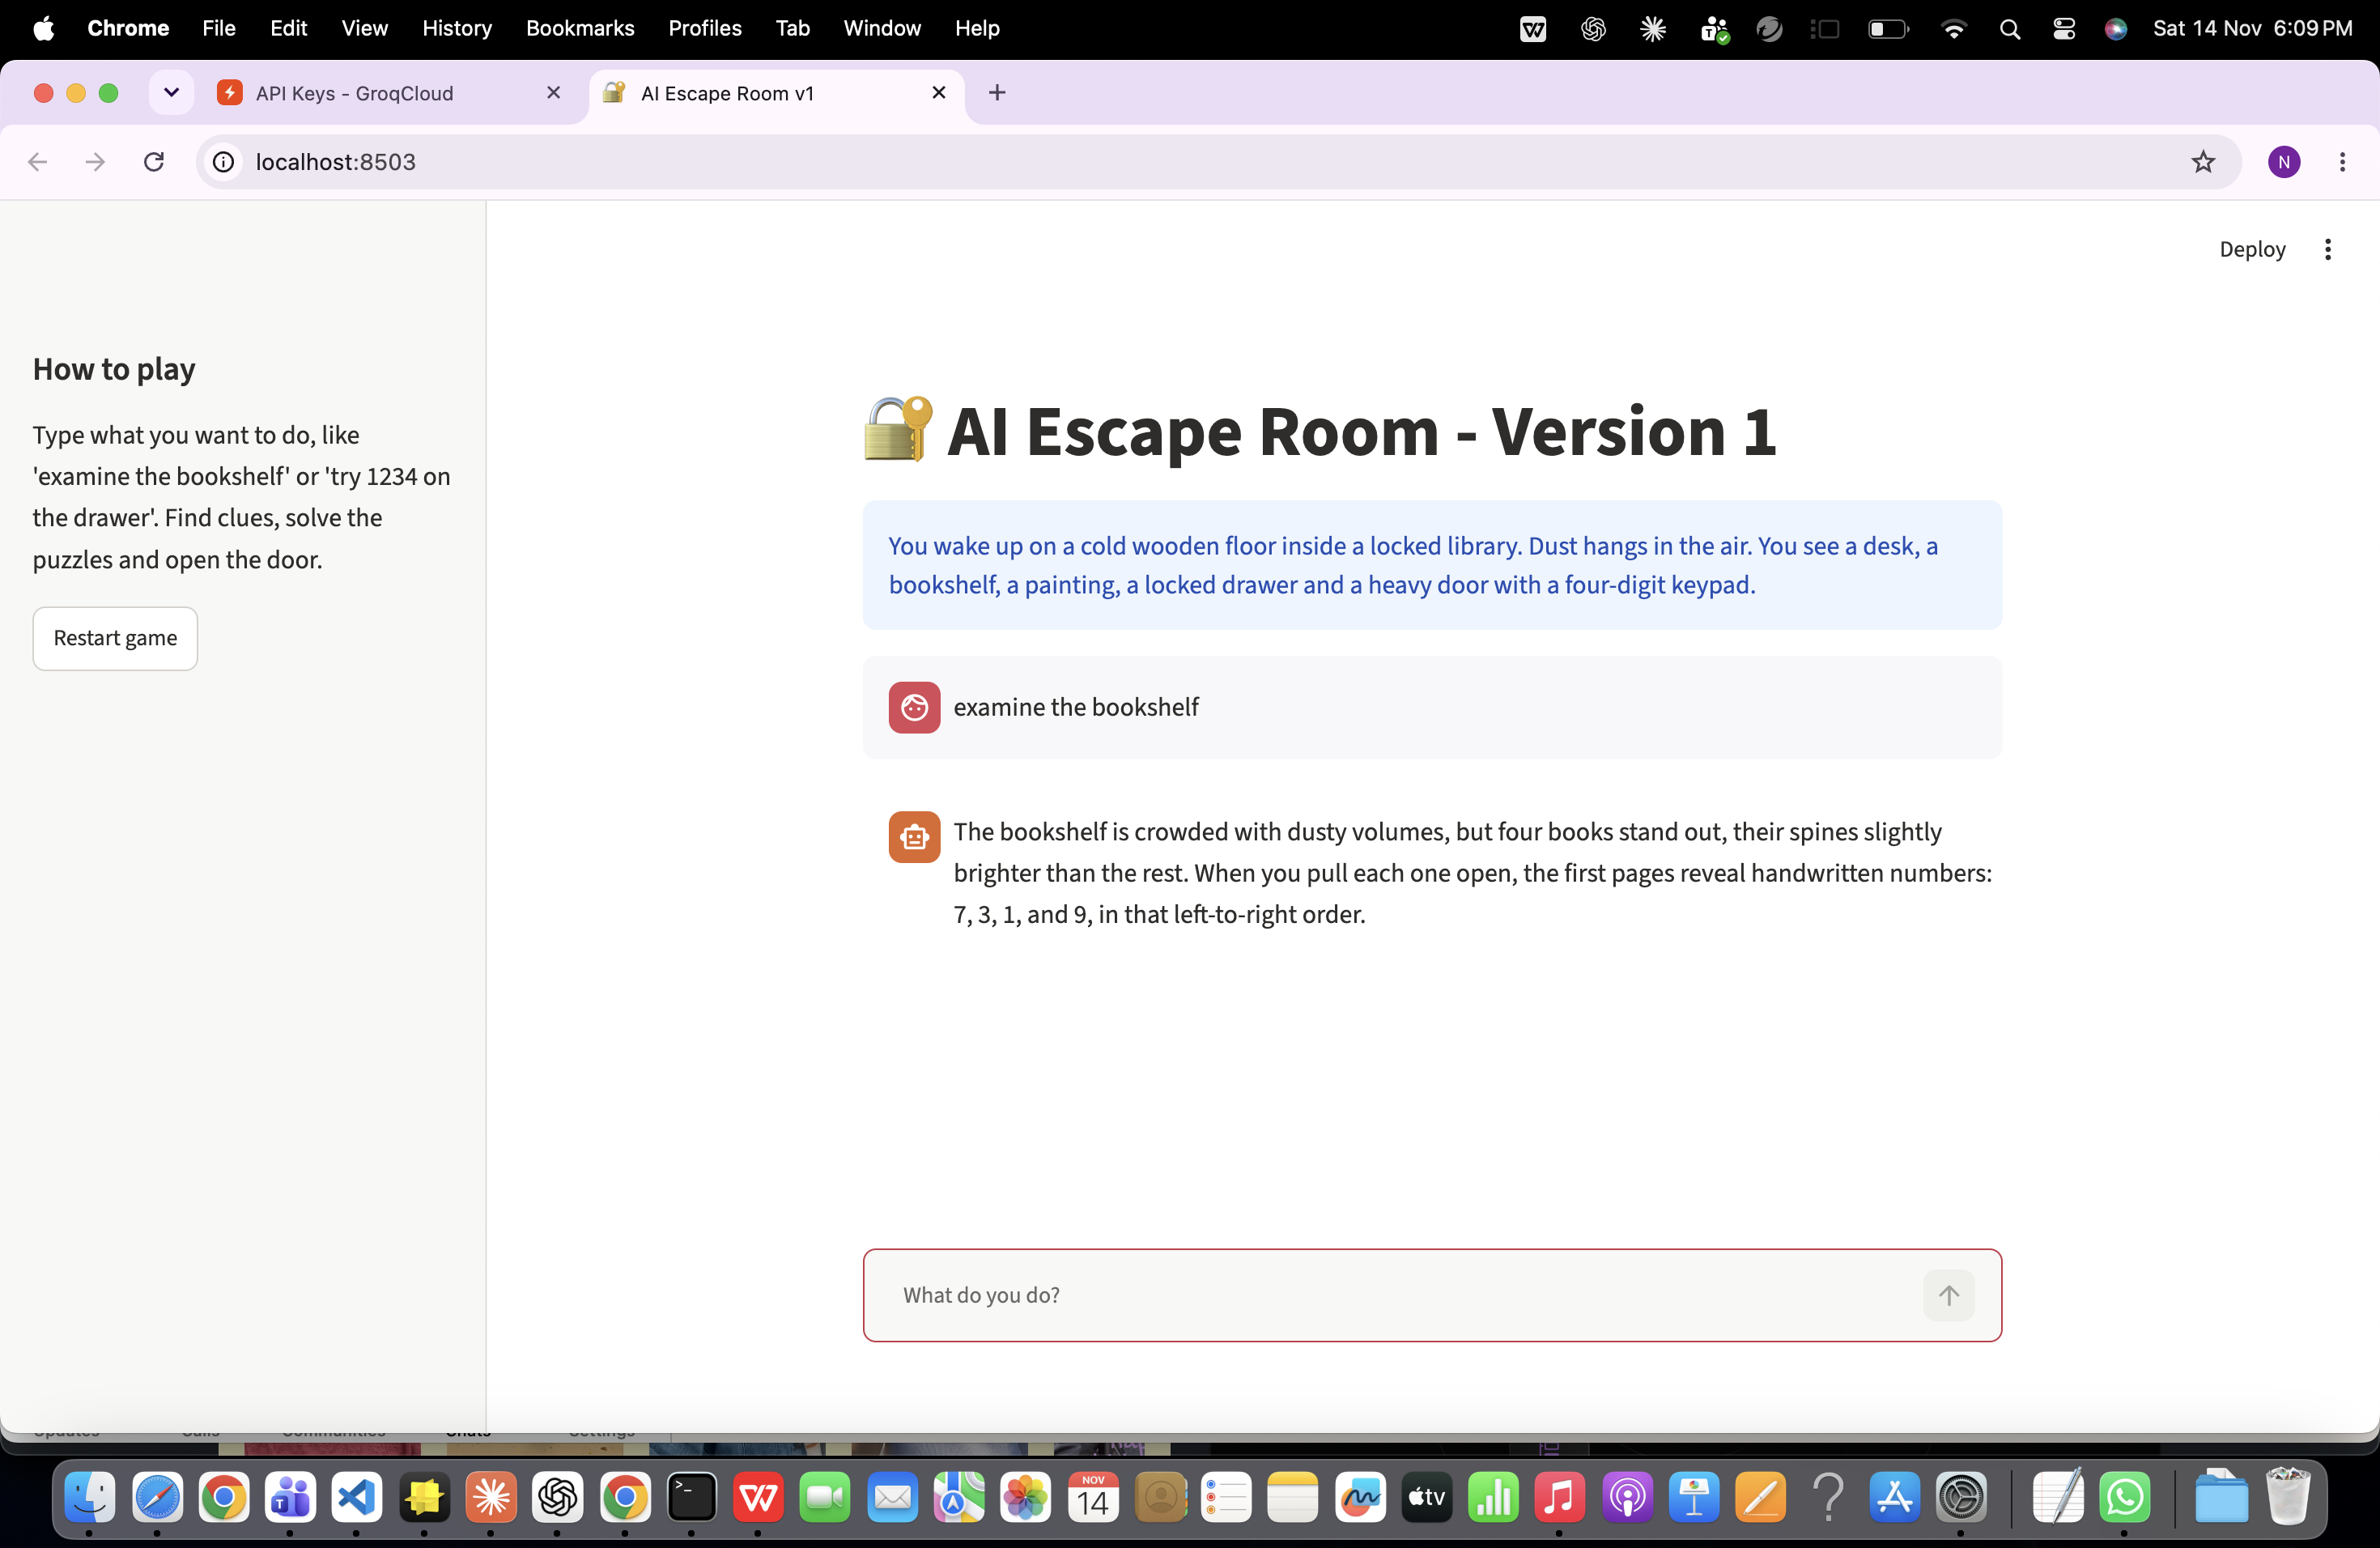 Chrome File Edit View History Bookmarks Profiles Tab Window Help Sat 14 Nov 6:09 PM
API Keys - GroqCloud AI Escape Room v1
localhost:8503 N
Deploy
How to play
Type what you want to do, like
'examine the bookshelf' or 'try 1234 on
the drawer'. Find clues, solve the
puzzles and open the door.
Restart game
AI Escape Room - Version 1
You wake up on a cold wooden floor inside a locked library. Dust hangs in the air. You see a desk, a
bookshelf, a painting, a locked drawer and a heavy door with a four-digit keypad.
examine the bookshelf
The bookshelf is crowded with dusty volumes, but four books stand out, their spines slightly
brighter than the rest. When you pull each one open, the first pages reveal handwritten numbers:
7, 3, 1, and 9, in that left-to-right order.
What do you do?
Updates Calls Communities Chats Settings
NOV
14
tv